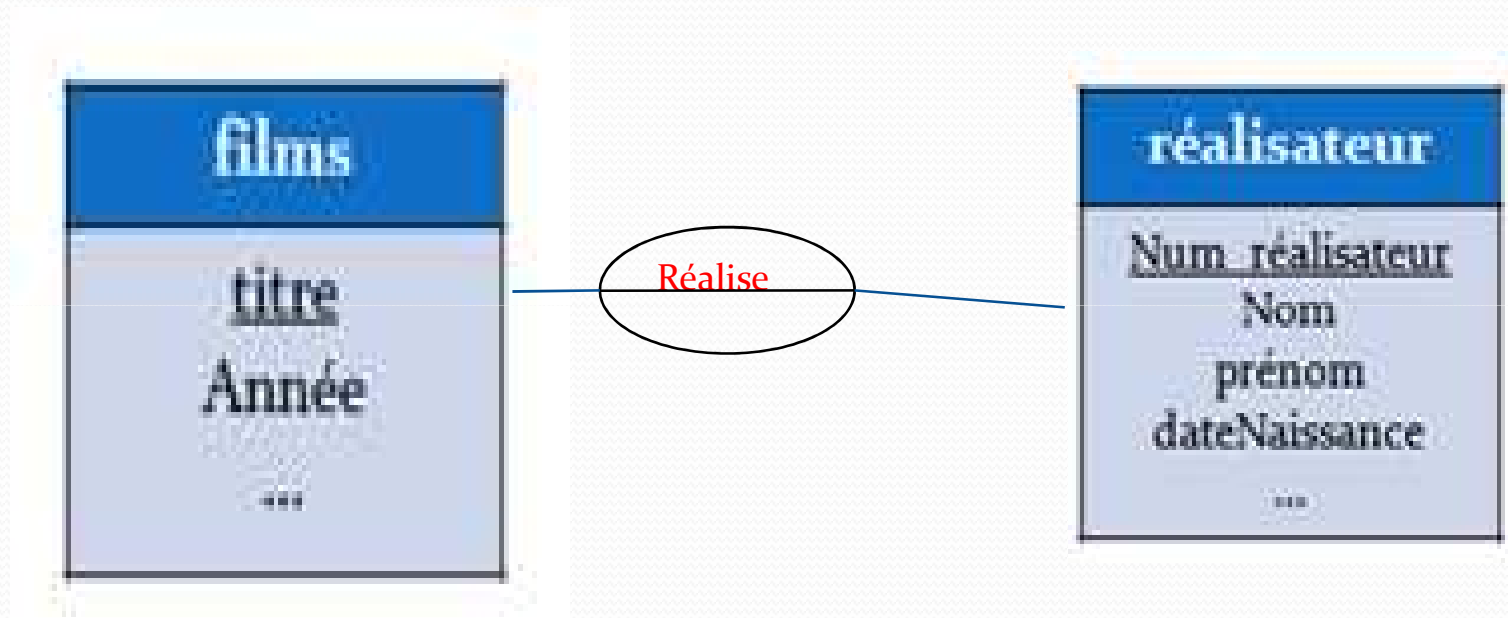 films
titre
Année
...
Réalise
réalisateur
Num_réalisateur
Nom
prénom
dateNaissance
...